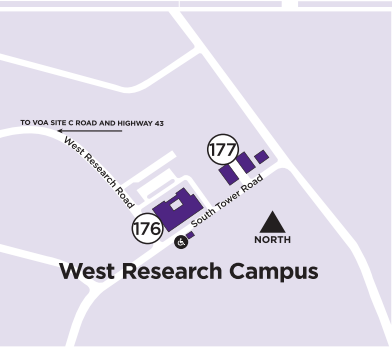 TO VOA SITE C ROAD AND HIGHWAY 43
West Research Road
177
South Tower Road
176
NORTH
West Research Campus